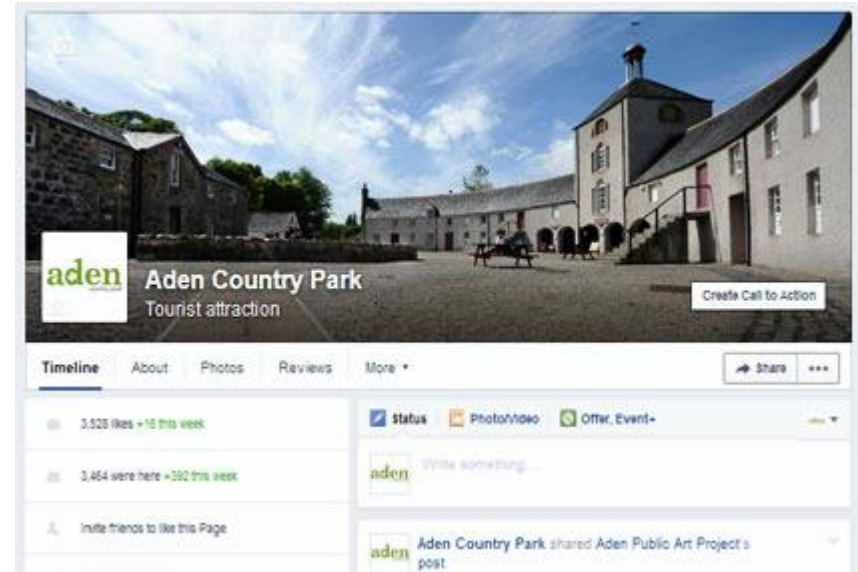 aden
Aden Country Park
Tourist attraction
Create Call to Action
Timeline About Photos Reviews More
Share
3,528 likes +16 this week
3,464 were here +392 this week
Invite friends to like this Page
Status Photo/Video Offer, Event+
aden
Write something...
aden
Aden Country Park shared Aden Public Art Project's
post